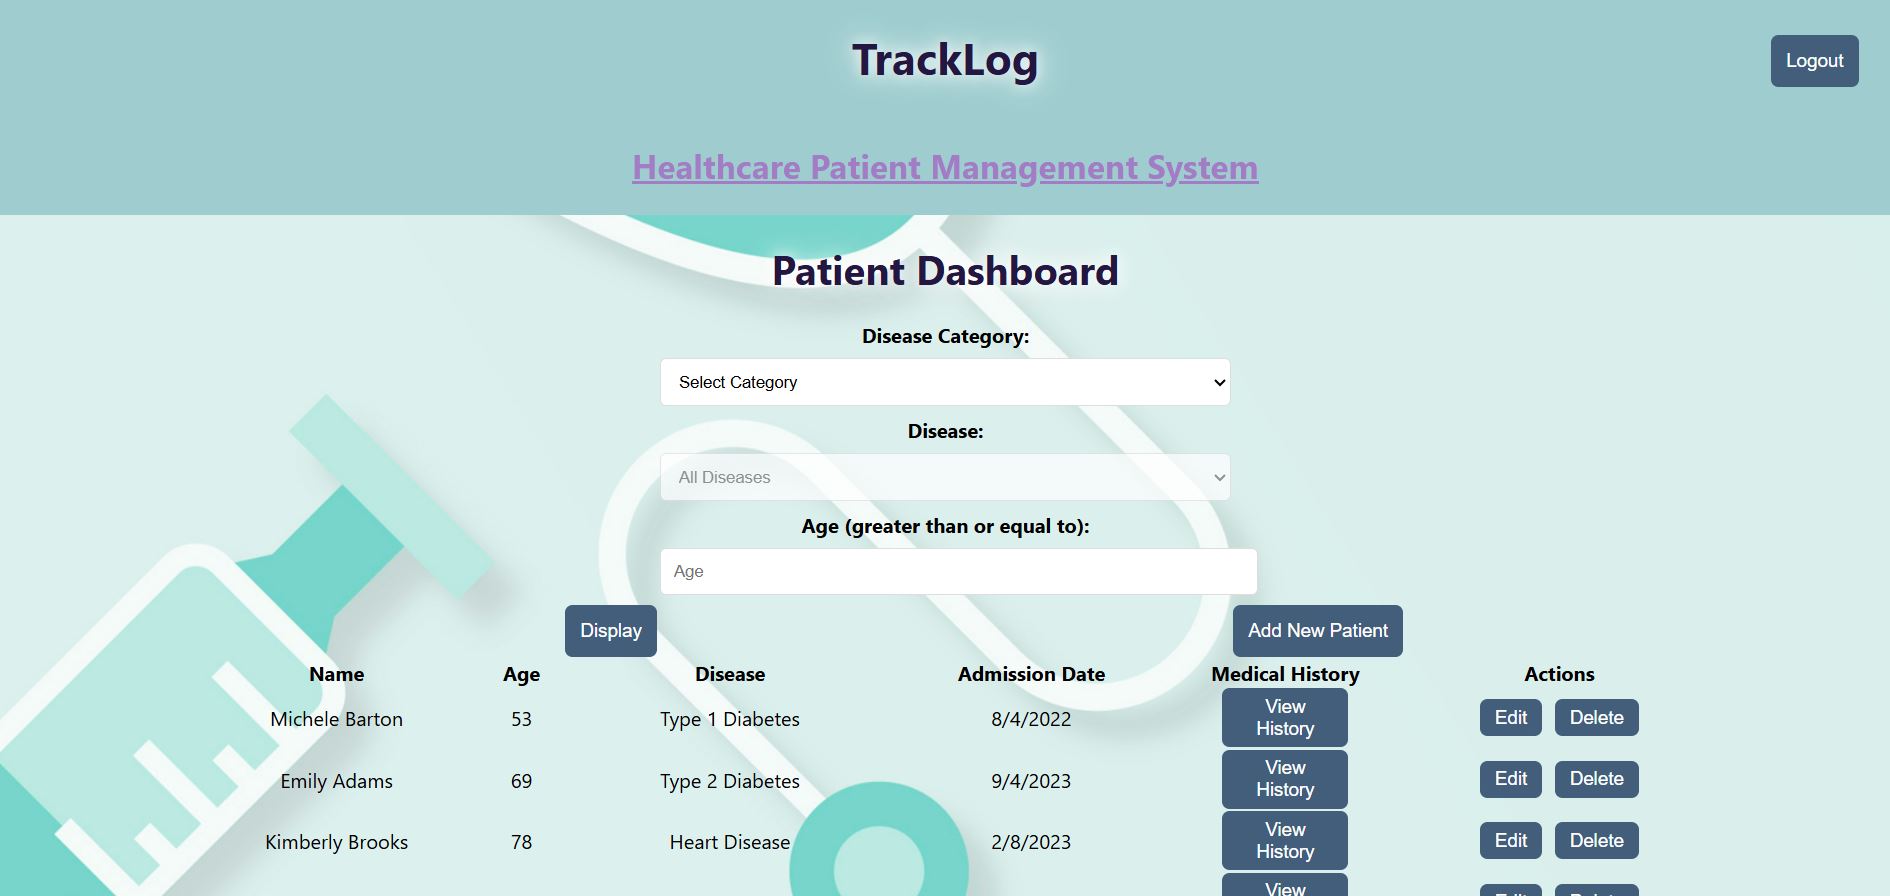 TrackLog
Logout
Healthcare Patient Management System
Patient Dashboard
Disease Category:
Select Category
Disease:
All Diseases
Age (greater than or equal to):
Age
Display Add New Patient
Name Age Disease Admission Date Medical History Actions
Michele Barton 53 Type 1 Diabetes 8/4/2022 View History Edit Delete
Emily Adams 69 Type 2 Diabetes 9/4/2023 View History Edit Delete
Kimberly Brooks 78 Heart Disease 2/8/2023 View History Edit Delete
View